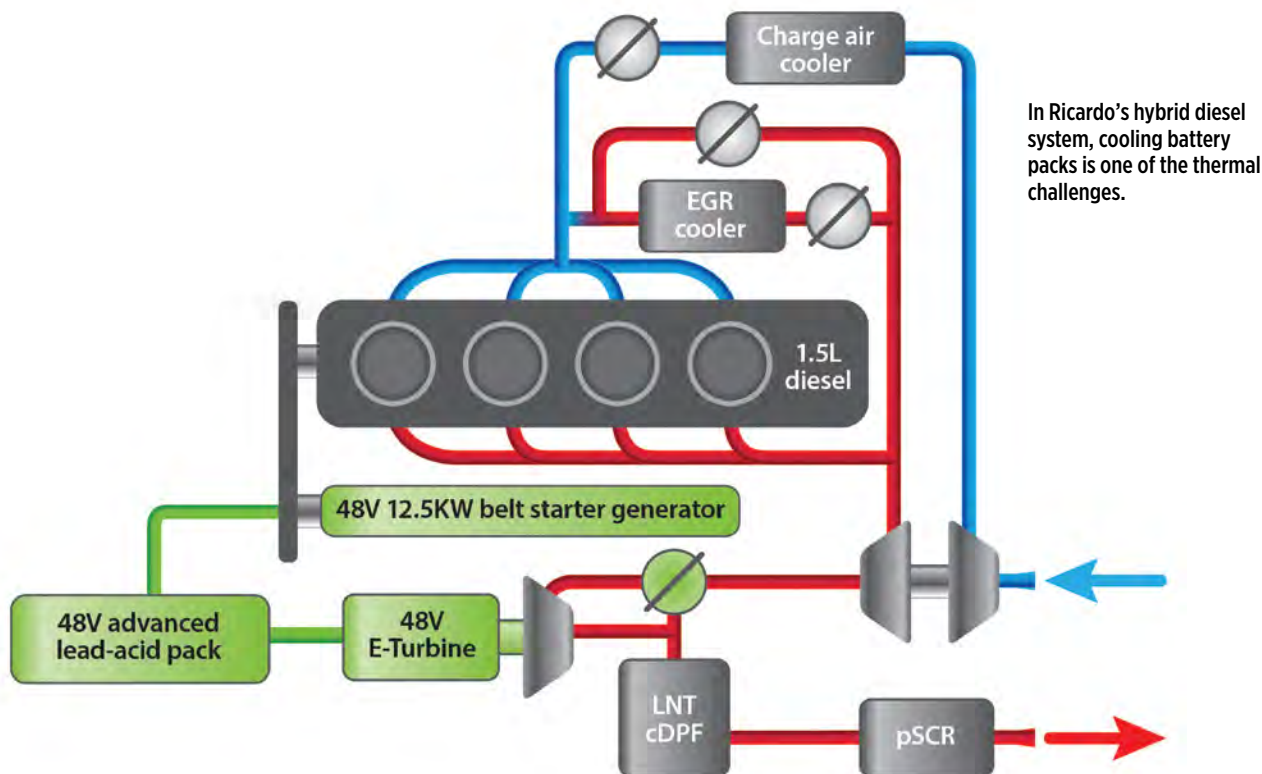 Charge air
cooler
In Ricardo’s hybrid diesel
system, cooling battery
packs is one of the thermal
challenges.
EGR
cooler
1.5L
diesel
48V 12.5KW belt starter generator
48V advanced
lead-acid pack
48V
E-Turbine
LNT
cDPF
pSCR